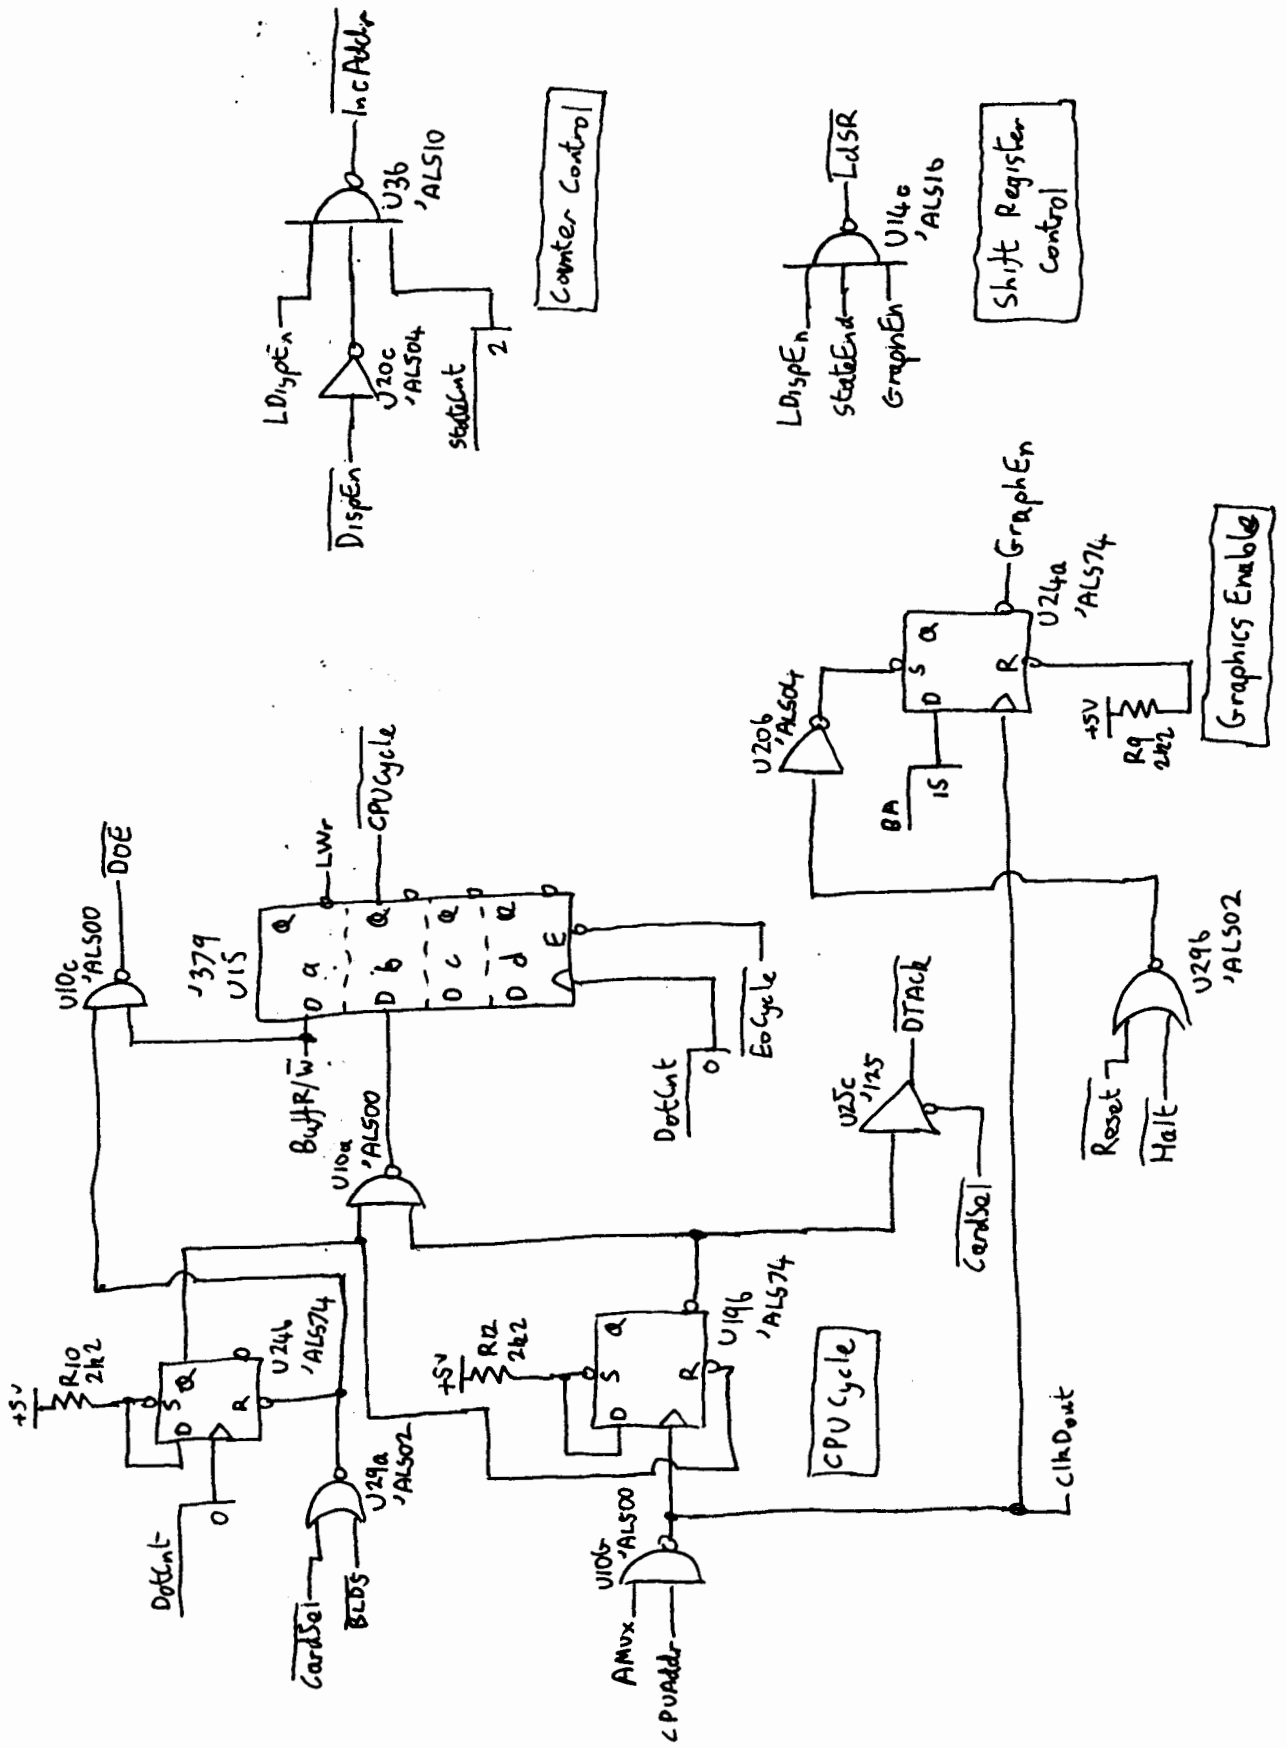 DotCnt
0
CardSel
BLDS
U29a
'ALS02
+5V
R10
2k2
S
D
Q
R
U24b
'ALS74
U10c
'ALS00
DOE
BuffR/W
'379
U15
D a Q
D b Q
D c Q
D d Q
E
LWr
CPUCycle
DotCnt
0
EoCycle
U10a
'ALS00
AMux
CPUAddr
U10b
'ALS00
+5V
R12
2k2
S
D
Q
R
U19b
'ALS74
ClkDout
U25c
'125
DTAck
CardSel
CPU Cycle
Reset
Halt
U29b
'ALS02
U20b
'ALS04
BA
15
S
D
Q
R
U24a
'ALS74
GraphEn
+5V
R9
2k2
Graphics Enable
LDispEn
DispEn
U20c
'ALS04
StateCnt
2
U3b
'ALS10
IncAddr
Counter Control
LDispEn
StateEnd
GraphEn
U14c
'ALS10
LdSR
Shift Register
Control